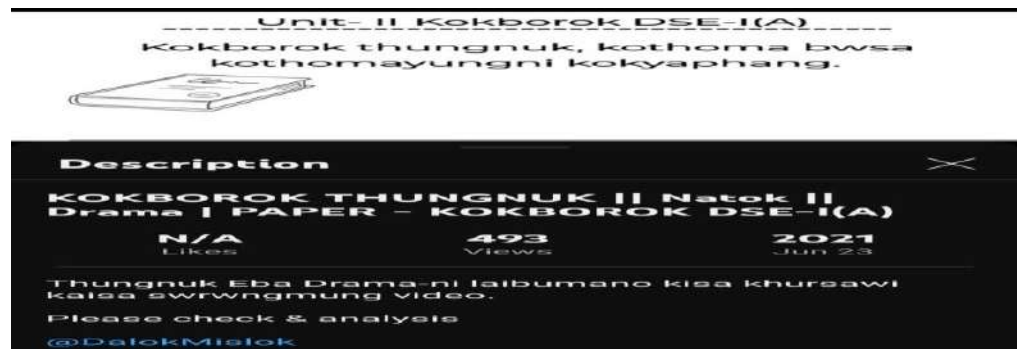 Unit- II Kokborok DSE-I(A)
Kokborok thungnuk, kothoma bwsa
kothomayungni kokyaphang.
Description
KOKBOROK THUNGNUK || Natok ||
Drama | PAPER - KOKBOROK DSE-I(A)
N/A 493 2021
Likes Views Jun 23
Thungnuk Eba Drama-ni laibumano kisa khursawi
kaisa swrwngmung video.
Please check & analysis
@DalokMislok